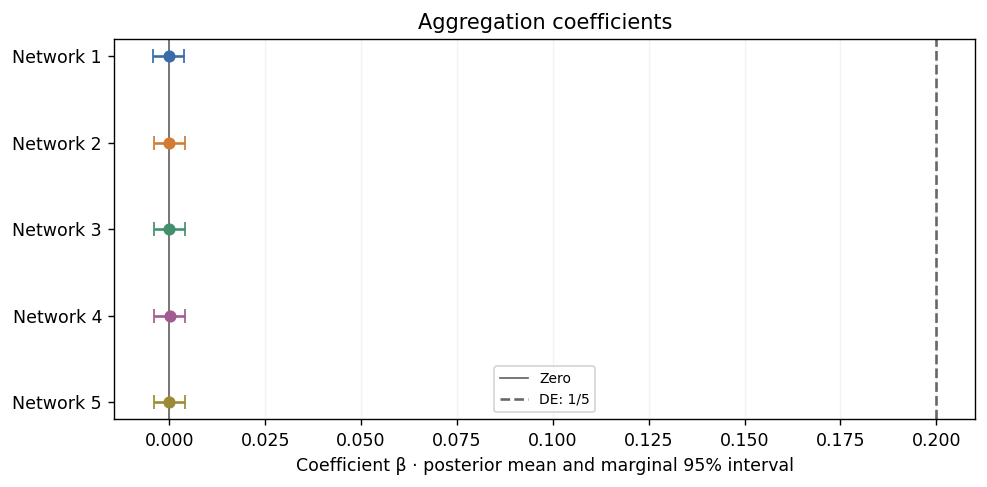 Aggregation coefficients
Network 1
Network 2
Network 3
Network 4
Network 5
Zero
DE: 1/5
0.000 0.025 0.050 0.075 0.100 0.125 0.150 0.175 0.200
Coefficient β · posterior mean and marginal 95% interval